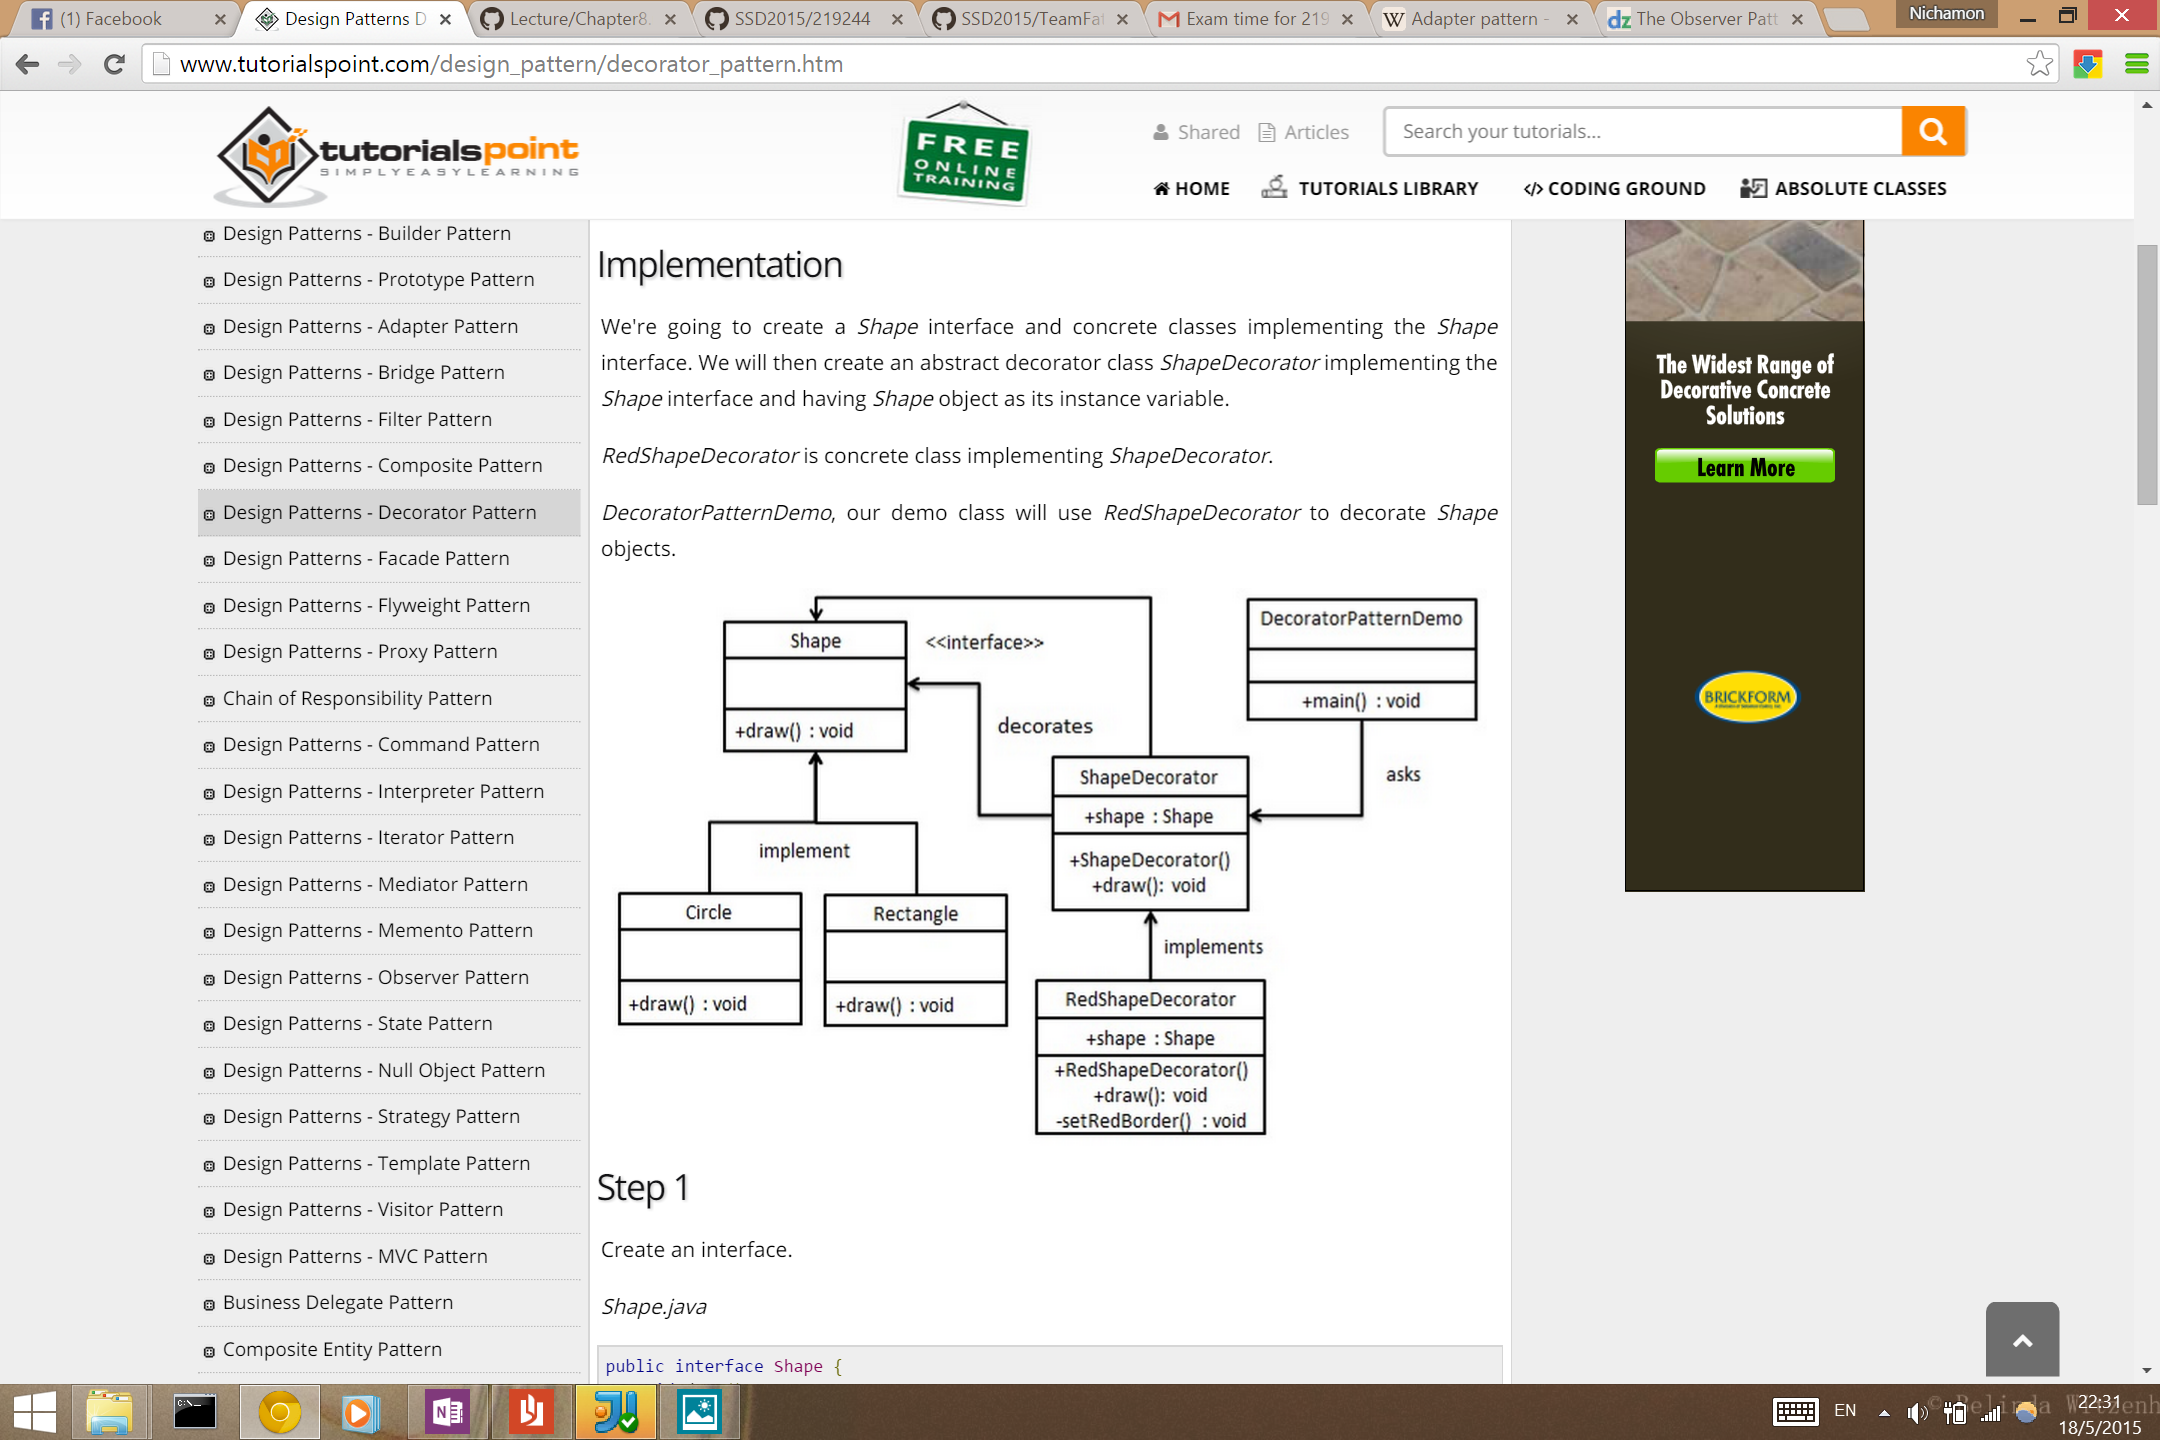 (1) Facebook
Design Patterns D
Lecture/Chapter8.
SSD2015/219244
SSD2015/TeamFat
Exam time for 219
Adapter pattern -
dz The Observer Patt
Nichamon
www.tutorialspoint.com/design_pattern/decorator_pattern.htm
tutorialspoint
SIMPLYEASYLEARNING
FREE
ONLINE
TRAINING
Shared
Articles
Search your tutorials...
HOME
TUTORIALS LIBRARY
</> CODING GROUND
ABSOLUTE CLASSES
Design Patterns - Builder Pattern
Design Patterns - Prototype Pattern
Design Patterns - Adapter Pattern
Design Patterns - Bridge Pattern
Design Patterns - Filter Pattern
Design Patterns - Composite Pattern
Design Patterns - Decorator Pattern
Design Patterns - Facade Pattern
Design Patterns - Flyweight Pattern
Design Patterns - Proxy Pattern
Chain of Responsibility Pattern
Design Patterns - Command Pattern
Design Patterns - Interpreter Pattern
Design Patterns - Iterator Pattern
Design Patterns - Mediator Pattern
Design Patterns - Memento Pattern
Design Patterns - Observer Pattern
Design Patterns - State Pattern
Design Patterns - Null Object Pattern
Design Patterns - Strategy Pattern
Design Patterns - Template Pattern
Design Patterns - Visitor Pattern
Design Patterns - MVC Pattern
Business Delegate Pattern
Composite Entity Pattern
Implementation
We're going to create a Shape interface and concrete classes implementing the Shape
interface. We will then create an abstract decorator class ShapeDecorator implementing the
Shape interface and having Shape object as its instance variable.
RedShapeDecorator is concrete class implementing ShapeDecorator.
DecoratorPatternDemo, our demo class will use RedShapeDecorator to decorate Shape
objects.
Shape
<<interface>>
+draw() : void
DecoratorPatternDemo
+main() : void
decorates
asks
ShapeDecorator
+shape : Shape
+ShapeDecorator()
+draw(): void
implement
Circle
+draw() : void
Rectangle
+draw() : void
implements
RedShapeDecorator
+shape : Shape
+RedShapeDecorator()
+draw(): void
-setRedBorder() : void
Step 1
Create an interface.
Shape.java
public interface Shape {
The Widest Range of
Decorative Concrete
Solutions
Learn More
BRICKFORM
EN
22:31
18/5/2015